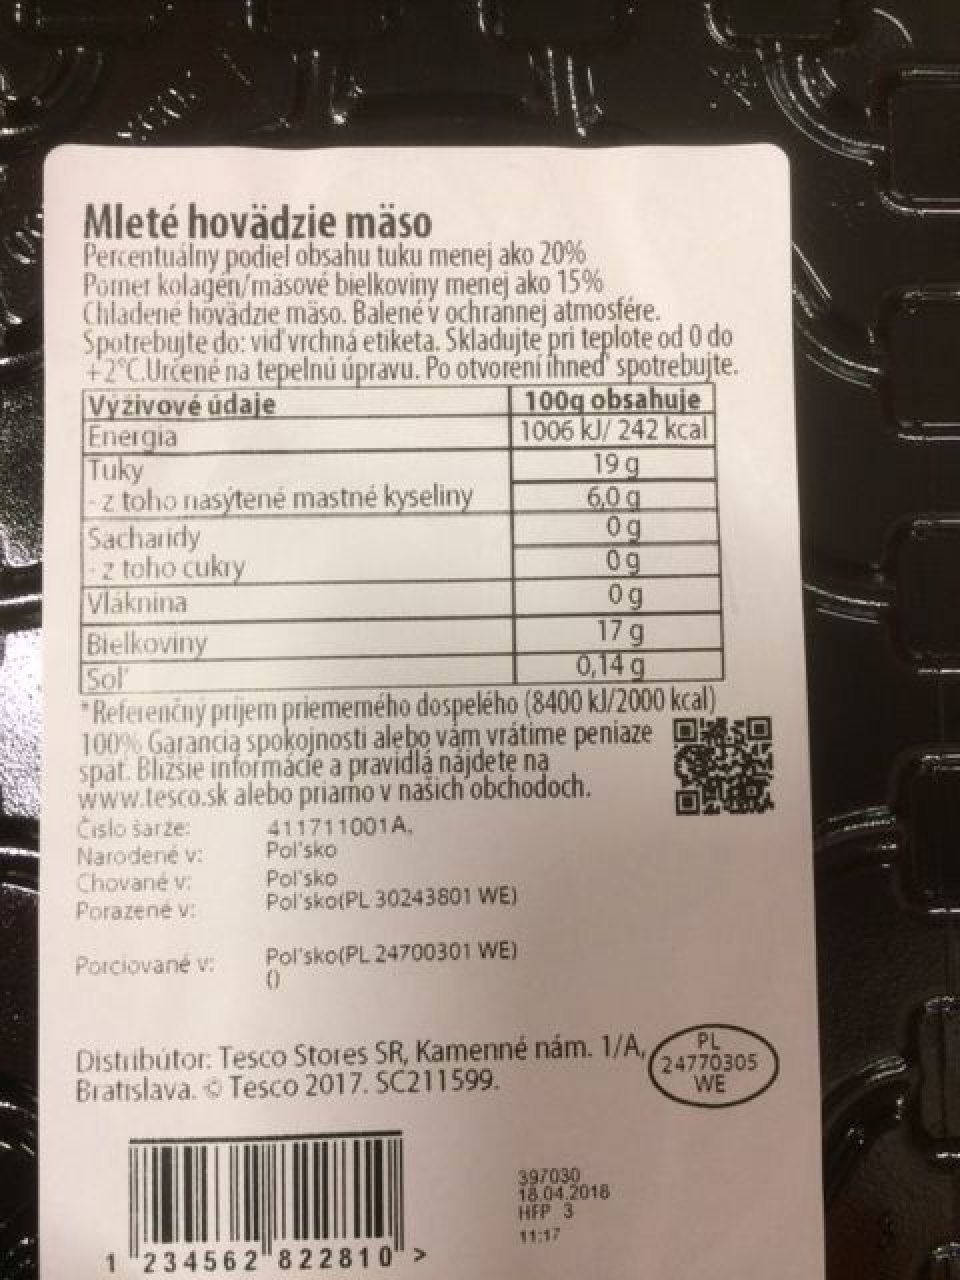 Mleté hovädzie mäso
Percentuálny podiel obsahu tuku menej ako 20%
Pomer kolagén/mäsové bielkoviny menej ako 15%
Chladené hovädzie mäso. Balené v ochrannej atmosfére.
Spotrebujte do: viď vrchná etiketa. Skladujte pri teplote od 0 do
+2°C.Určené na tepelnú úpravu. Po otvorení ihneď spotrebujte.
Výživové údaje 100g obsahuje
Energia 1006 kJ/ 242 kcal
Tuky 19 g
- z toho nasýtené mastné kyseliny 6,0 g
Sacharidy 0 g
- z toho cukry 0 g
Vláknina 0 g
Bielkoviny 17 g
Soľ 0,14 g
*Referenčný príjem priemerného dospelého (8400 kJ/2000 kcal)
100% Garancia spokojnosti alebo vám vrátime peniaze
späť. Bližšie informácie a pravidlá nájdete na
www.tesco.sk alebo priamo v našich obchodoch.
Číslo šarže: 411711001A,
Narodené v: Poľsko
Chované v: Poľsko
Porazené v: Poľsko(PL 30243801 WE)
Porciované v: Poľsko(PL 24700301 WE)
()
Distribútor: Tesco Stores SR, Kamenné nám. 1/A,
Bratislava. © Tesco 2017. SC211599.
PL
24770305
WE
397030
18.04.2018
HFP 3
11:17
1 234562 822810 >